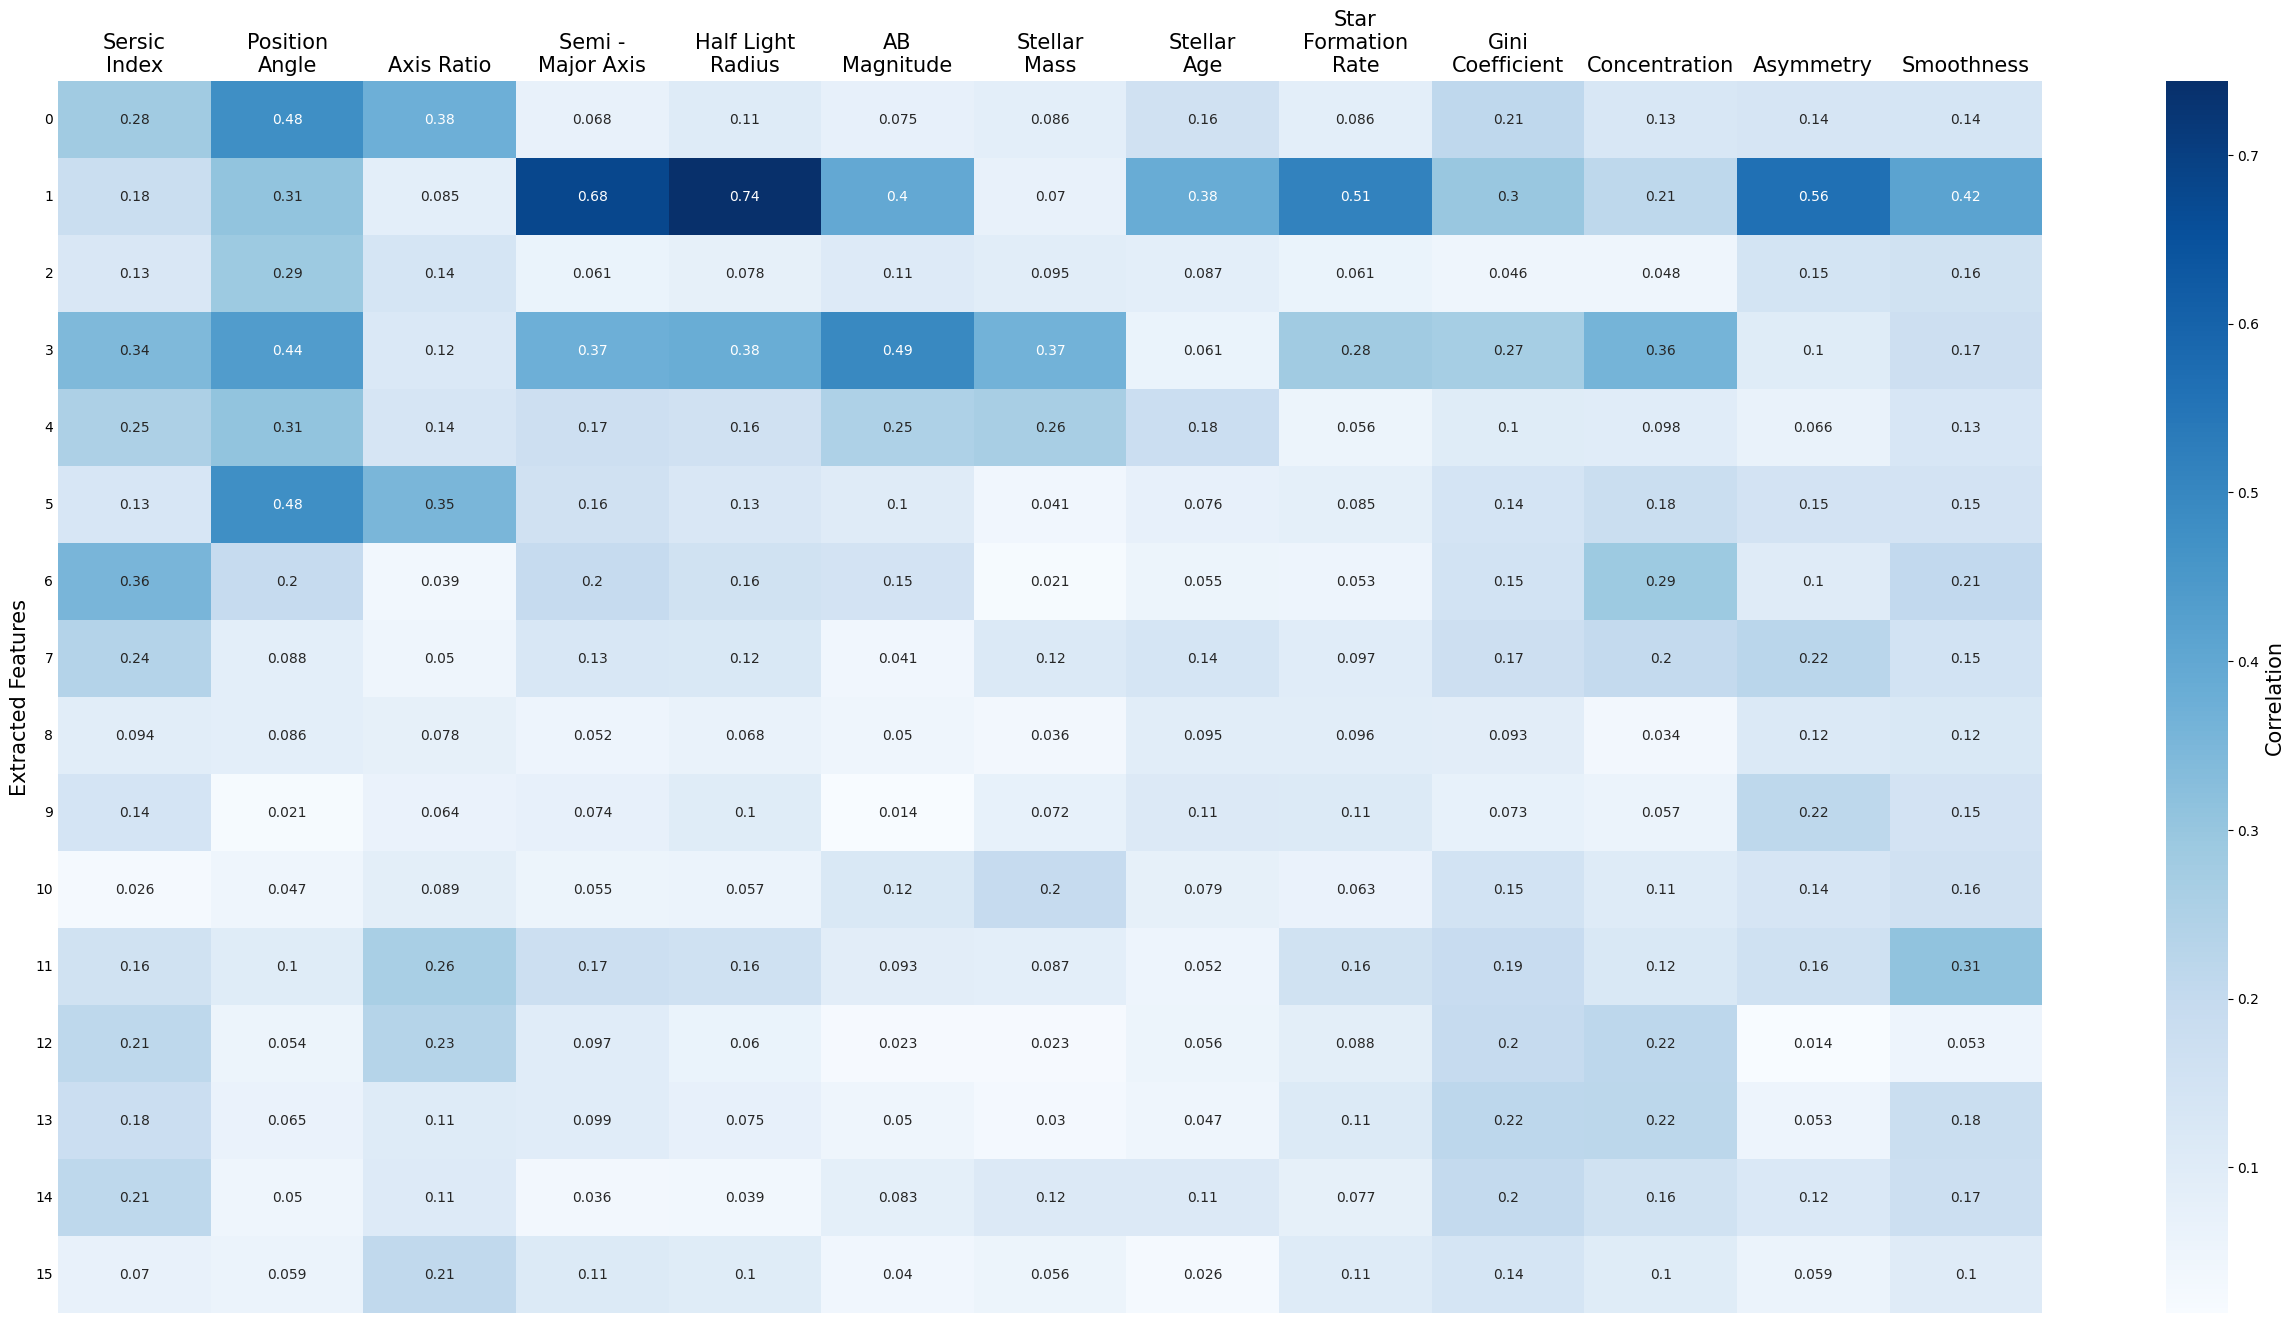 Star
Sersic Position Semi - Half Light AB Stellar Stellar Formation Gini
Index Angle Axis Ratio Major Axis Radius Magnitude Mass Age Rate Coefficient Concentration Asymmetry Smoothness
0 0.28 0.48 0.38 0.068 0.11 0.075 0.086 0.16 0.086 0.21 0.13 0.14 0.14
1 0.18 0.31 0.085 0.68 0.74 0.4 0.07 0.38 0.51 0.3 0.21 0.56 0.42
2 0.13 0.29 0.14 0.061 0.078 0.11 0.095 0.087 0.061 0.046 0.048 0.15 0.16
3 0.34 0.44 0.12 0.37 0.38 0.49 0.37 0.061 0.28 0.27 0.36 0.1 0.17
4 0.25 0.31 0.14 0.17 0.16 0.25 0.26 0.18 0.056 0.1 0.098 0.066 0.13
5 0.13 0.48 0.35 0.16 0.13 0.1 0.041 0.076 0.085 0.14 0.18 0.15 0.15
6 0.36 0.2 0.039 0.2 0.16 0.15 0.021 0.055 0.053 0.15 0.29 0.1 0.21
7 0.24 0.088 0.05 0.13 0.12 0.041 0.12 0.14 0.097 0.17 0.2 0.22 0.15
8 0.094 0.086 0.078 0.052 0.068 0.05 0.036 0.095 0.096 0.093 0.034 0.12 0.12
9 0.14 0.021 0.064 0.074 0.1 0.014 0.072 0.11 0.11 0.073 0.057 0.22 0.15
10 0.026 0.047 0.089 0.055 0.057 0.12 0.2 0.079 0.063 0.15 0.11 0.14 0.16
11 0.16 0.1 0.26 0.17 0.16 0.093 0.087 0.052 0.16 0.19 0.12 0.16 0.31
12 0.21 0.054 0.23 0.097 0.06 0.023 0.023 0.056 0.088 0.2 0.22 0.014 0.053
13 0.18 0.065 0.11 0.099 0.075 0.05 0.03 0.047 0.11 0.22 0.22 0.053 0.18
14 0.21 0.05 0.11 0.036 0.039 0.083 0.12 0.11 0.077 0.2 0.16 0.12 0.17
15 0.07 0.059 0.21 0.11 0.1 0.04 0.056 0.026 0.11 0.14 0.1 0.059 0.1
Extracted Features
0.7
0.6
0.5
0.4
0.3
0.2
0.1
Correlation